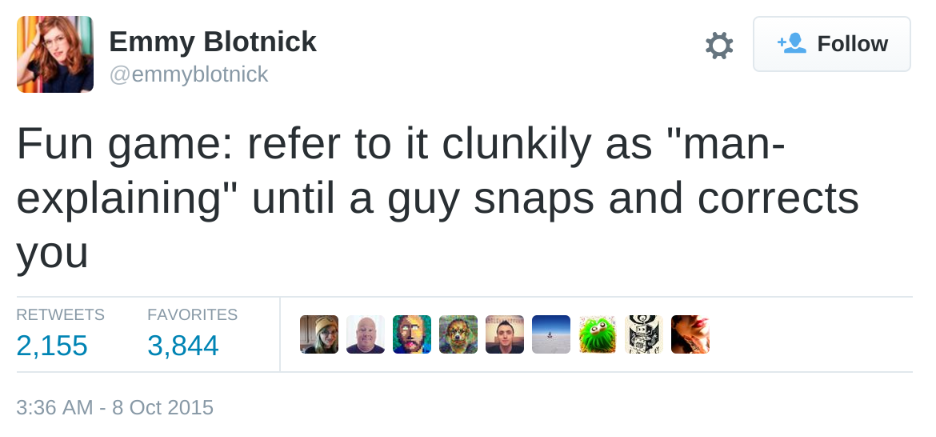 Emmy Blotnick
@emmyblotnick
Follow
Fun game: refer to it clunkily as "man-
explaining" until a guy snaps and corrects
you
RETWEETS FAVORITES
2,155 3,844
3:36 AM - 8 Oct 2015